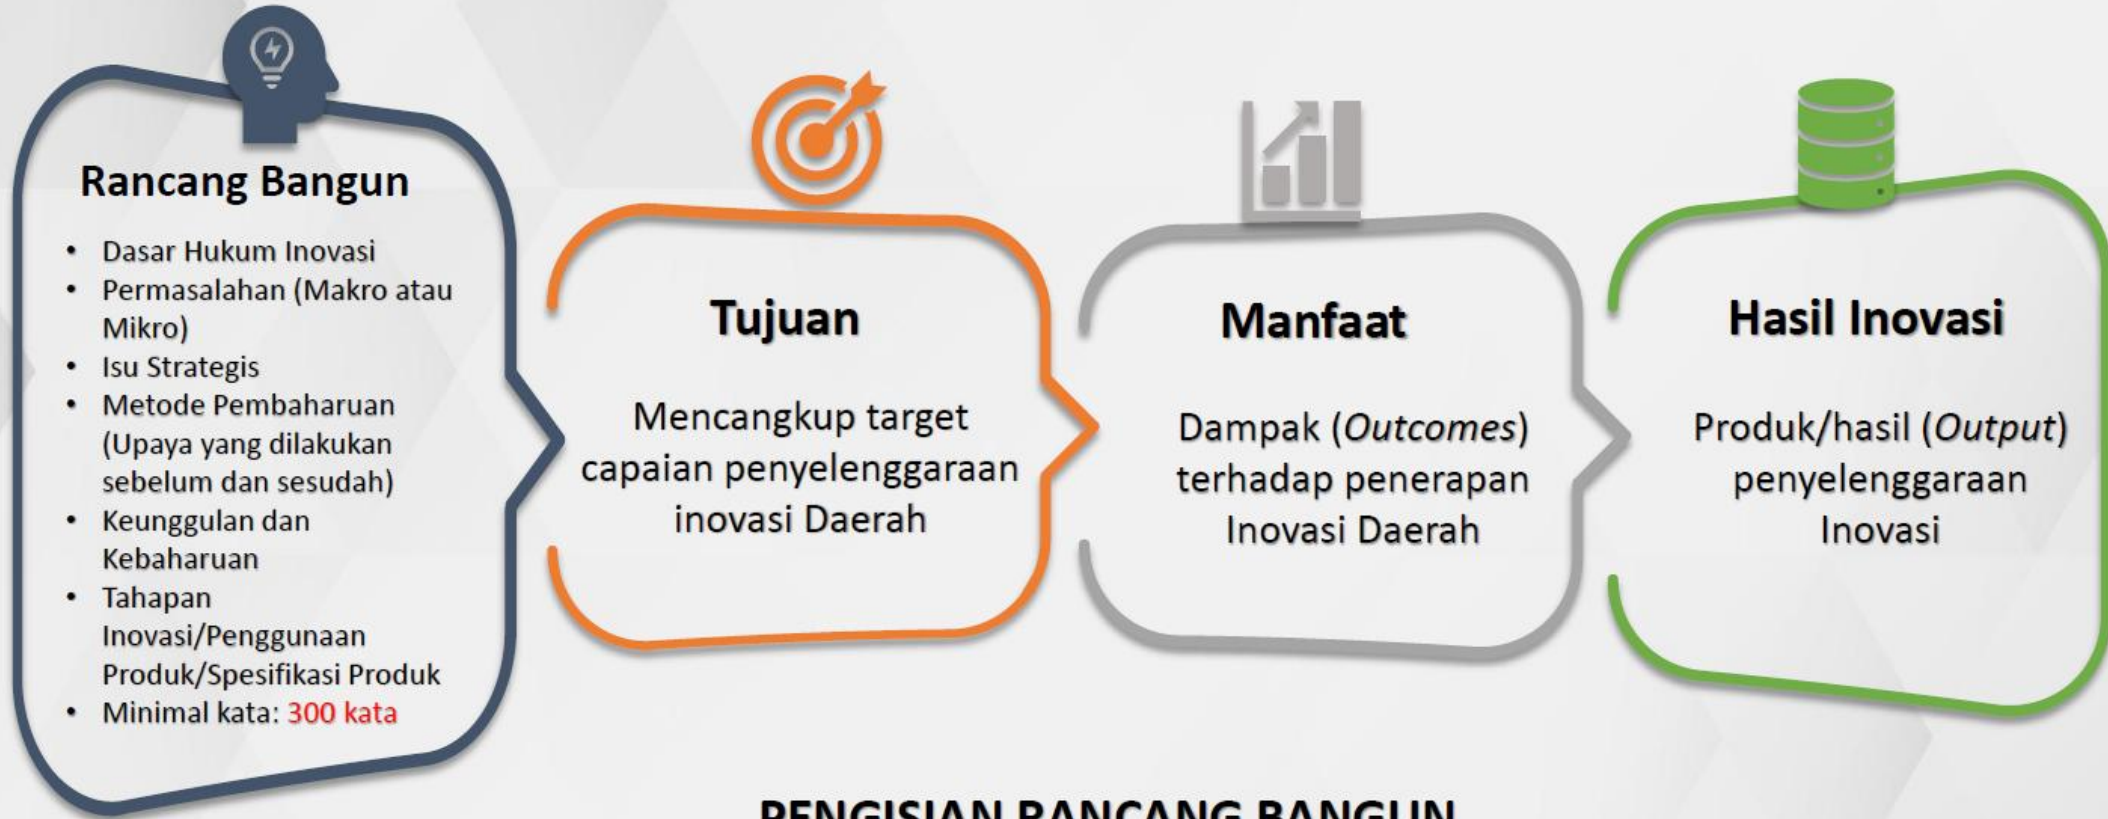 Rancang Bangun
• Dasar Hukum Inovasi
• Permasalahan (Makro atau
Mikro)
• Isu Strategis
• Metode Pembaharuan
(Upaya yang dilakukan
sebelum dan sesudah)
• Keunggulan dan
Kebaharuan
• Tahapan
Inovasi/Penggunaan
Produk/Spesifikasi Produk
• Minimal kata: 300 kata
Tujuan
Mencangkup target
capaian penyelenggaraan
inovasi Daerah
Manfaat
Dampak (Outcomes)
terhadap penerapan
Inovasi Daerah
Hasil Inovasi
Produk/hasil (Output)
penyelenggaraan
Inovasi
PENGISIAN RANCANG BANGUN